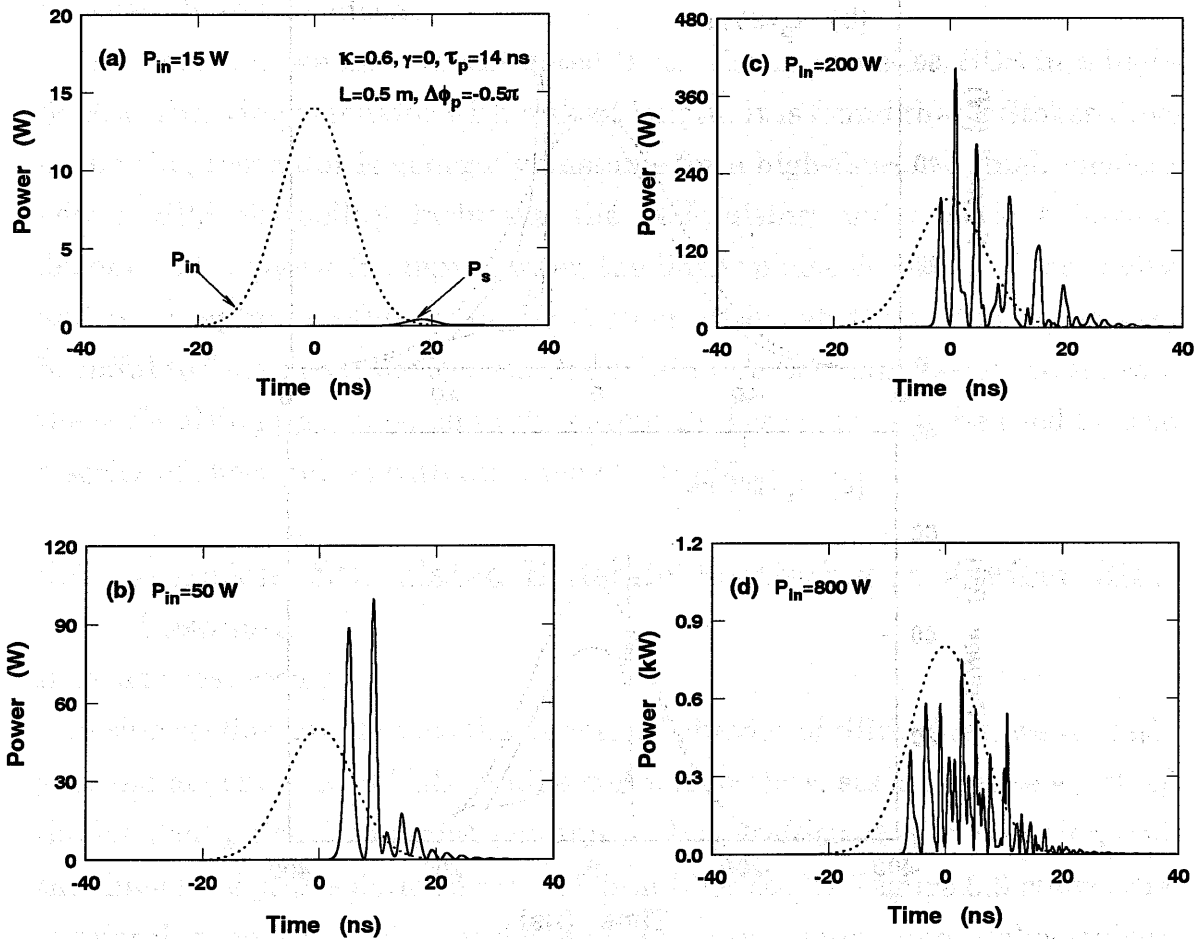 (a) P_in=15 W
κ=0.6, γ=0, τ_p=14 ns
L=0.5 m, Δϕ_p=-0.5π
P_in
P_s
Power (W)
20
15
10
5
0
-40 -20 0 20 40
Time (ns)
(c) P_in=200 W
Power (W)
480
360
240
120
0
-40 -20 0 20 40
Time (ns)
(b) P_in=50 W
Power (W)
120
90
60
30
0
-40 -20 0 20 40
Time (ns)
(d) P_in=800 W
Power (kW)
1.2
0.9
0.6
0.3
0.0
-40 -20 0 20 40
Time (ns)